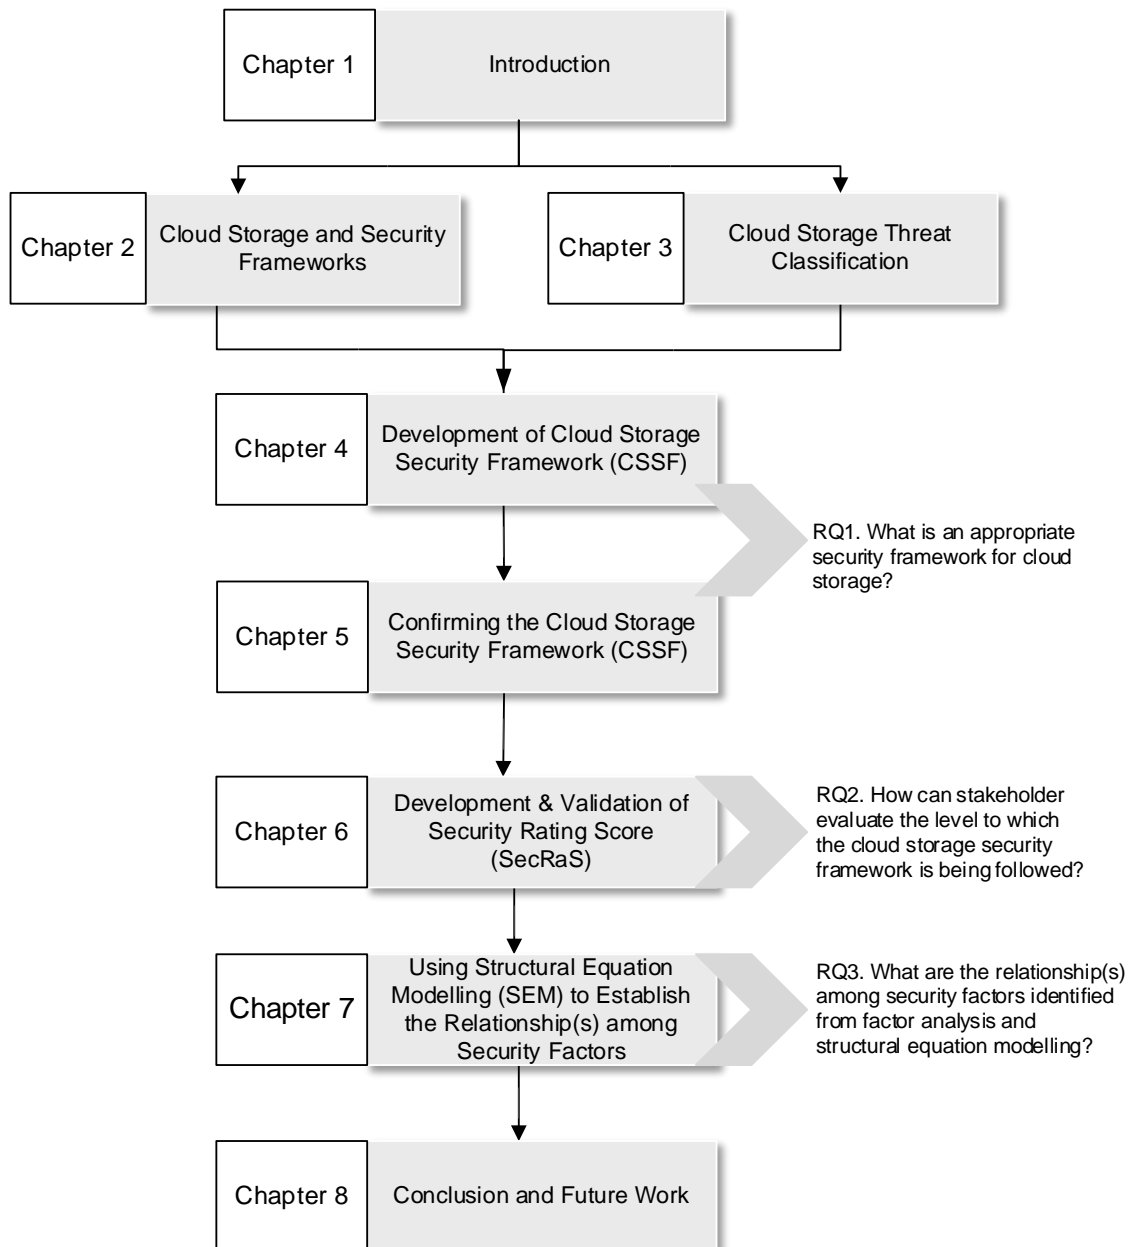 Chapter 1
Introduction
Chapter 2
Cloud Storage and Security
Frameworks
Chapter 3
Cloud Storage Threat
Classification
Chapter 4
Development of Cloud Storage
Security Framework (CSSF)
RQ1. What is an appropriate
security framework for cloud
storage?
Chapter 5
Confirming the Cloud Storage
Security Framework (CSSF)
Chapter 6
Development & Validation of
Security Rating Score
(SecRaS)
RQ2. How can stakeholder
evaluate the level to which
the cloud storage security
framework is being followed?
Chapter 7
Using Structural Equation
Modelling (SEM) to Establish
the Relationship(s) among
Security Factors
RQ3. What are the relationship(s)
among security factors identified
from factor analysis and
structural equation modelling?
Chapter 8
Conclusion and Future Work